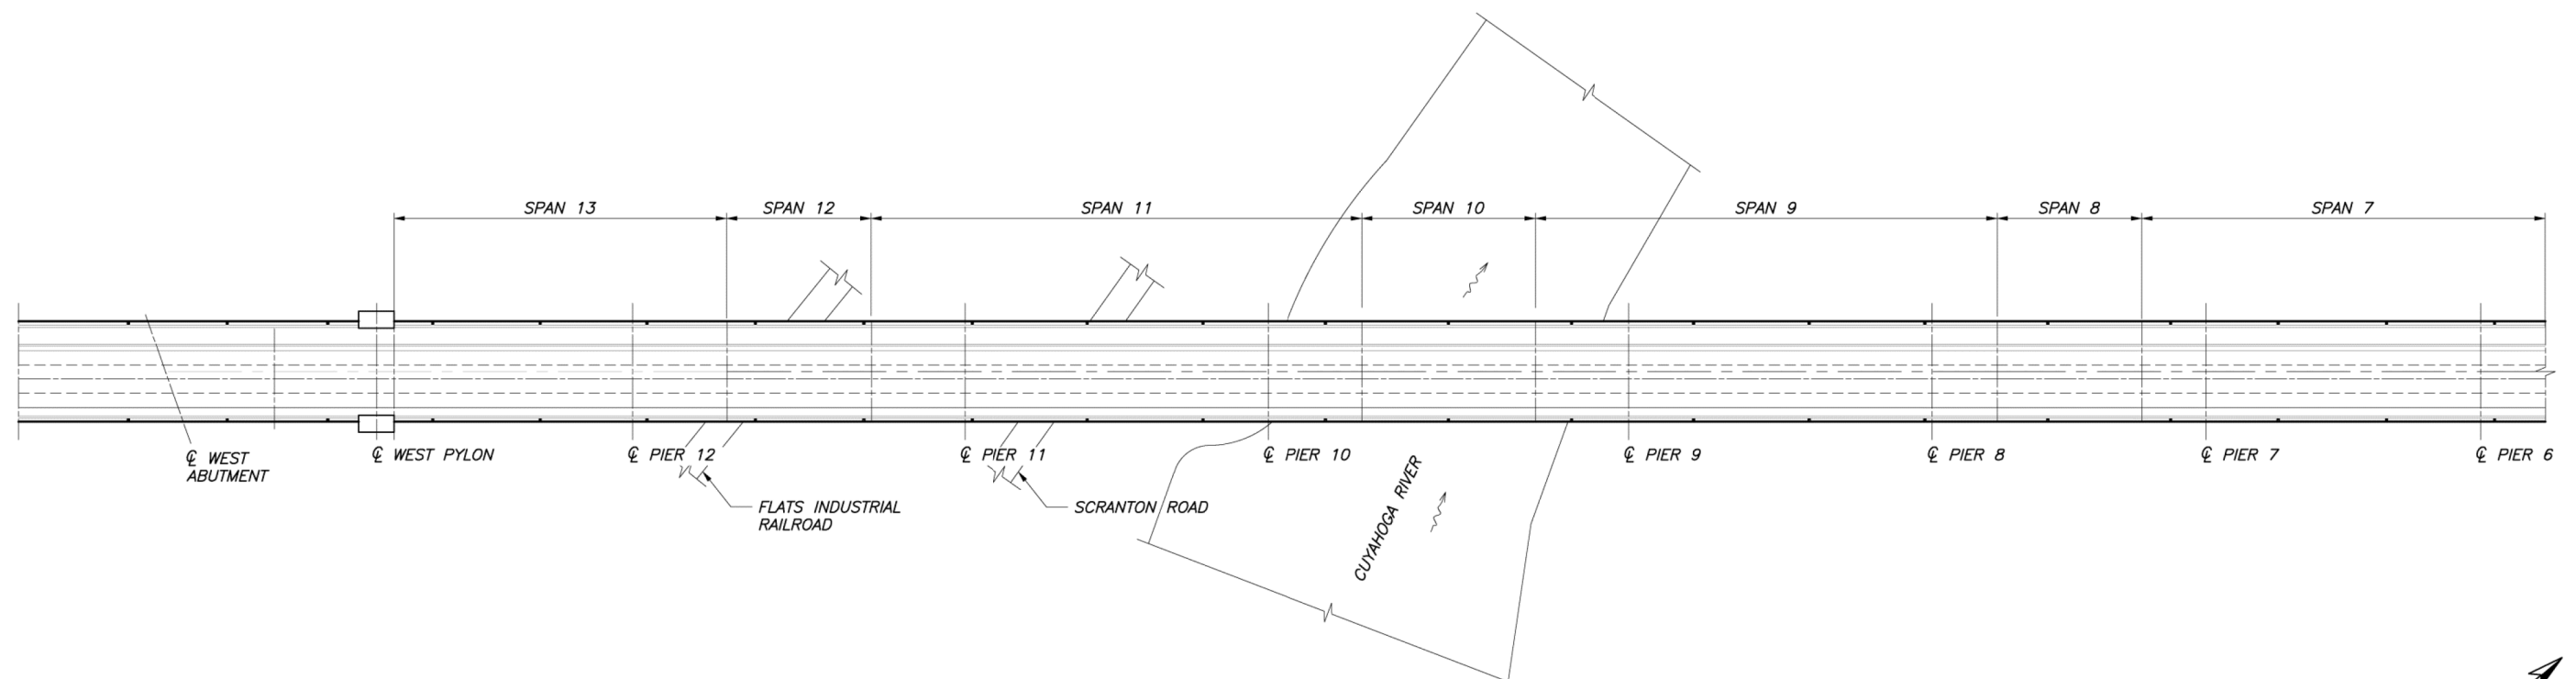 SPAN 13
SPAN 12
SPAN 11
SPAN 10
SPAN 9
SPAN 8
SPAN 7
℄ WEST
ABUTMENT
℄ WEST PYLON
℄ PIER 12
℄ PIER 11
℄ PIER 10
℄ PIER 9
℄ PIER 8
℄ PIER 7
℄ PIER 6
FLATS INDUSTRIAL
RAILROAD
SCRANTON ROAD
CUYAHOGA RIVER